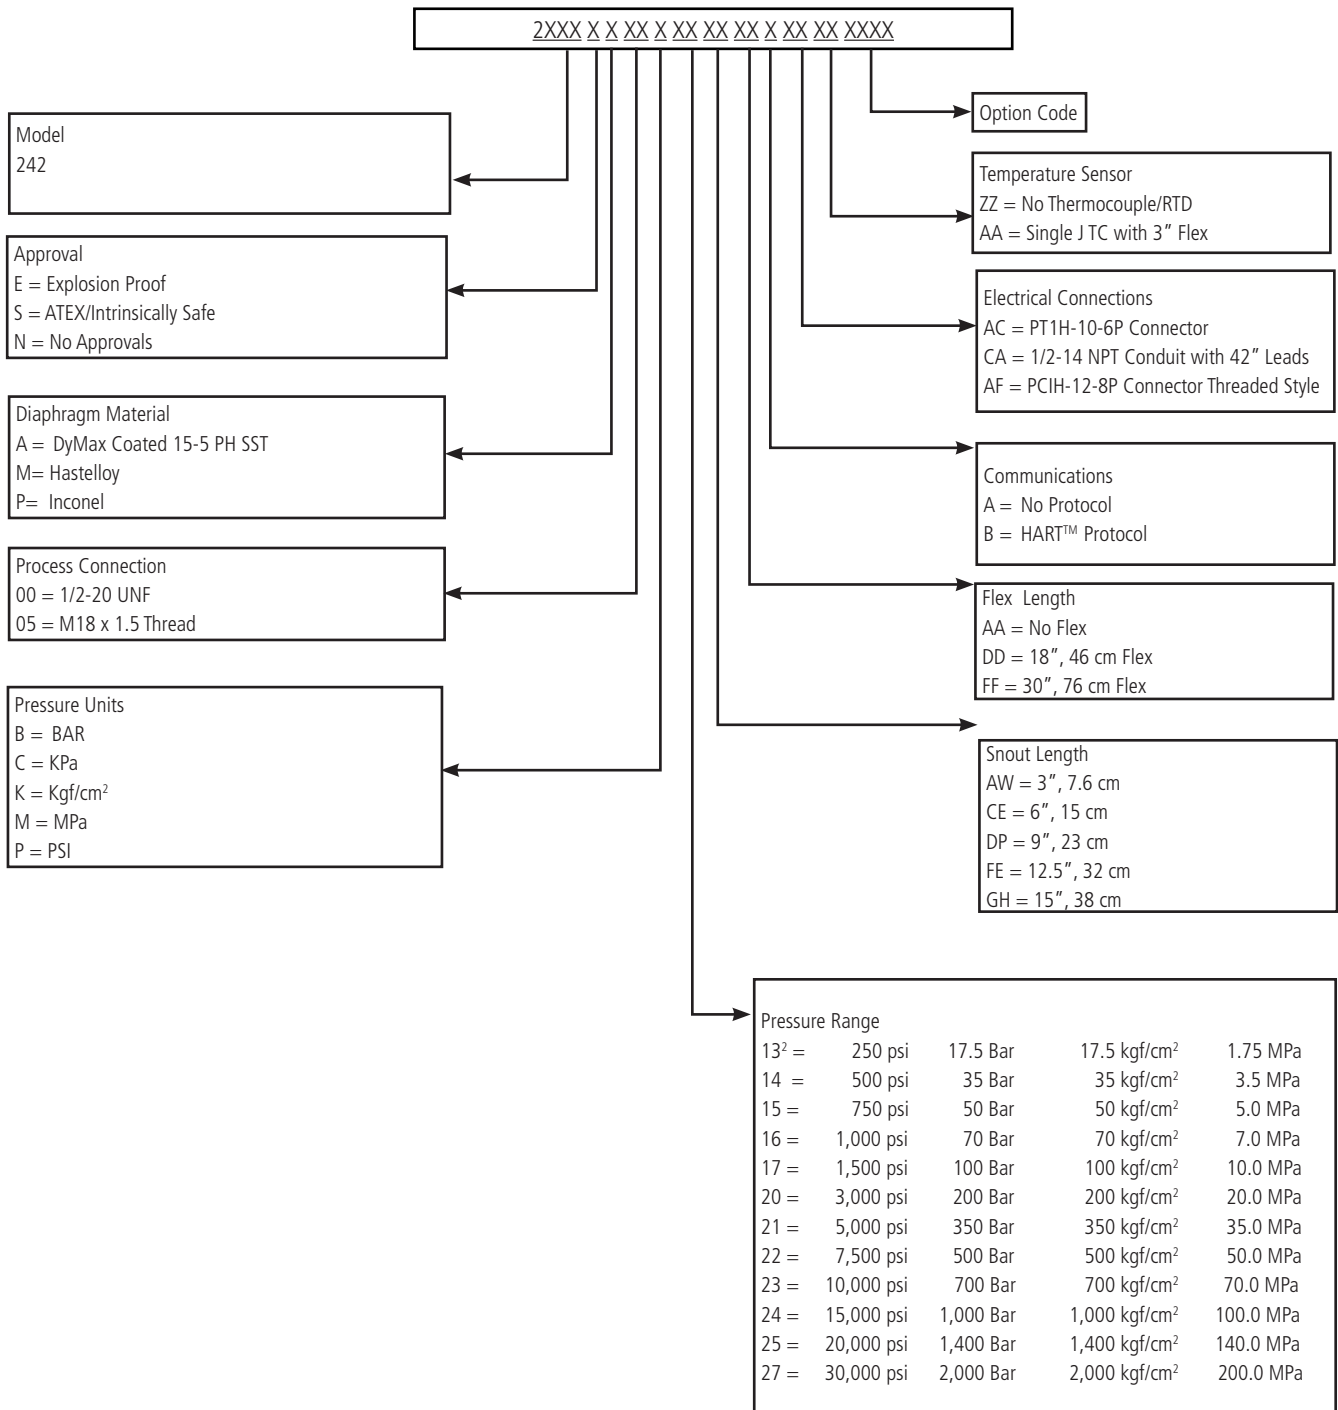 2XXX X X XX X XX XX XX X XX XX XXXX
Model
242
Approval
E = Explosion Proof
S = ATEX/Intrinsically Safe
N = No Approvals
Diaphragm Material
A = DyMax Coated 15-5 PH SST
M= Hastelloy
P= Inconel
Process Connection
00 = 1/2-20 UNF
05 = M18 x 1.5 Thread
Pressure Units
B = BAR
C = KPa
K = Kgf/cm²
M = MPa
P = PSI
Option Code
Temperature Sensor
ZZ = No Thermocouple/RTD
AA = Single J TC with 3″ Flex
Electrical Connections
AC = PT1H-10-6P Connector
CA = 1/2-14 NPT Conduit with 42″ Leads
AF = PCIH-12-8P Connector Threaded Style
Communications
A = No Protocol
B = HART™ Protocol
Flex Length
AA = No Flex
DD = 18″, 46 cm Flex
FF = 30″, 76 cm Flex
Snout Length
AW = 3″, 7.6 cm
CE = 6″, 15 cm
DP = 9″, 23 cm
FE = 12.5″, 32 cm
GH = 15″, 38 cm
Pressure Range
13² = 250 psi 17.5 Bar 17.5 kgf/cm² 1.75 MPa
14 = 500 psi 35 Bar 35 kgf/cm² 3.5 MPa
15 = 750 psi 50 Bar 50 kgf/cm² 5.0 MPa
16 = 1,000 psi 70 Bar 70 kgf/cm² 7.0 MPa
17 = 1,500 psi 100 Bar 100 kgf/cm² 10.0 MPa
20 = 3,000 psi 200 Bar 200 kgf/cm² 20.0 MPa
21 = 5,000 psi 350 Bar 350 kgf/cm² 35.0 MPa
22 = 7,500 psi 500 Bar 500 kgf/cm² 50.0 MPa
23 = 10,000 psi 700 Bar 700 kgf/cm² 70.0 MPa
24 = 15,000 psi 1,000 Bar 1,000 kgf/cm² 100.0 MPa
25 = 20,000 psi 1,400 Bar 1,400 kgf/cm² 140.0 MPa
27 = 30,000 psi 2,000 Bar 2,000 kgf/cm² 200.0 MPa